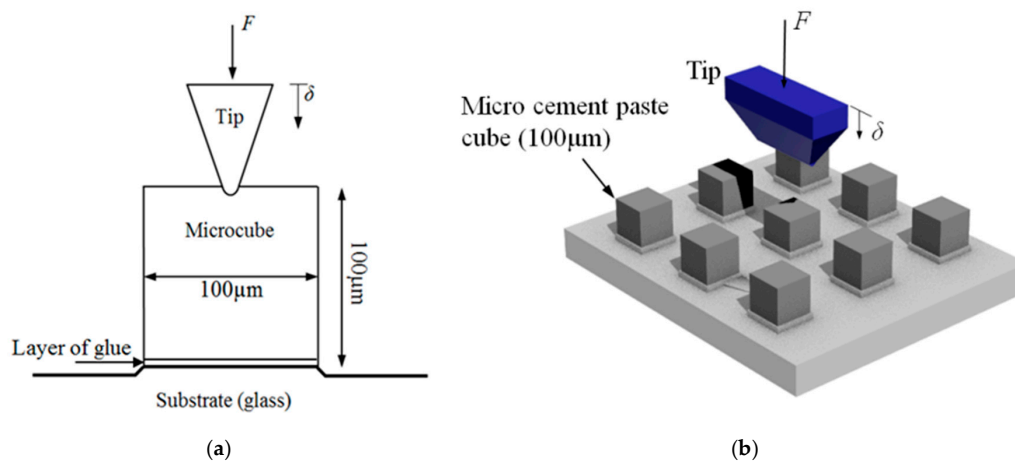 F
δ
Tip
Microcube
100μm
100μm
Layer of glue
Substrate (glass)
(a)
F
Tip
δ
Micro cement paste
cube (100μm)
(b)